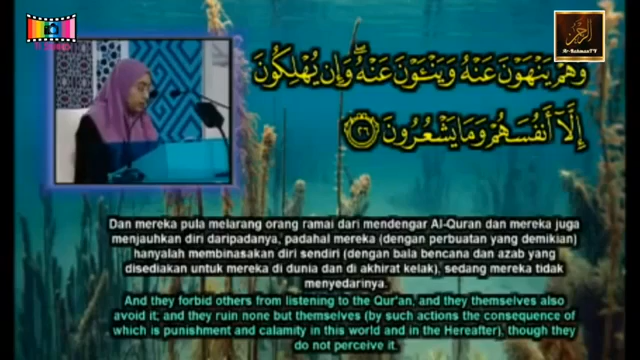 وَهُمْ يَنْهَوْنَ عَنْهُ وَيَنْـَٔوْنَ عَنْهُ ۖ وَإِن يُهْلِكُونَ
إِلَّآ أَنفُسَهُمْ وَمَا يَشْعُرُونَ ٢٦
Dan mereka pula melarang orang ramai dari mendengar Al-Quran dan mereka juga
menjauhkan diri daripadanya, padahal mereka (dengan perbuatan yang demikian)
hanyalah membinasakan diri sendiri (dengan bala bencana dan azab yang
disediakan untuk mereka di dunia dan di akhirat kelak), sedang mereka tidak
menyedarinya.
And they forbid others from listening to the Qur'an, and they themselves also
avoid it; and they ruin none but themselves (by such actions the consequence of
which is punishment and calamity in this world and in the Hereafter), though they
do not perceive it.
Ar-RahmanTV